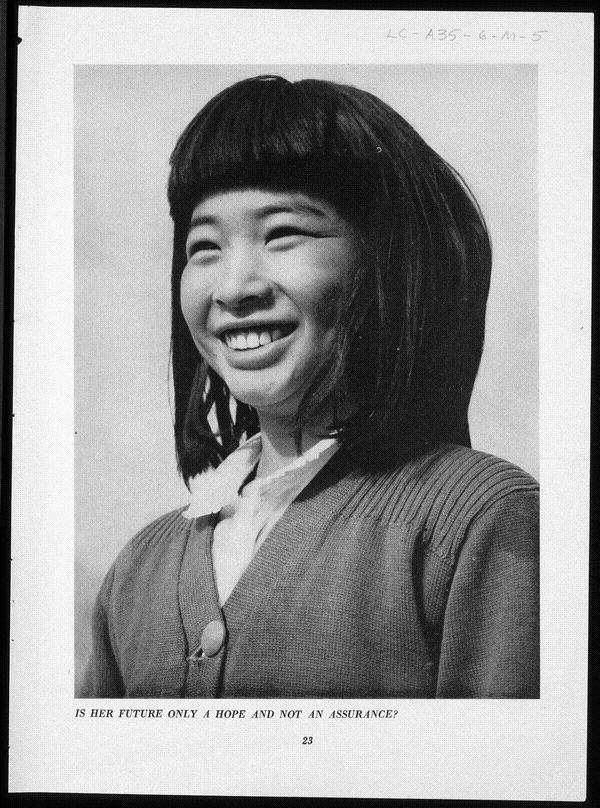 LC-A35-6-M-5
IS HER FUTURE ONLY A HOPE AND NOT AN ASSURANCE?
23